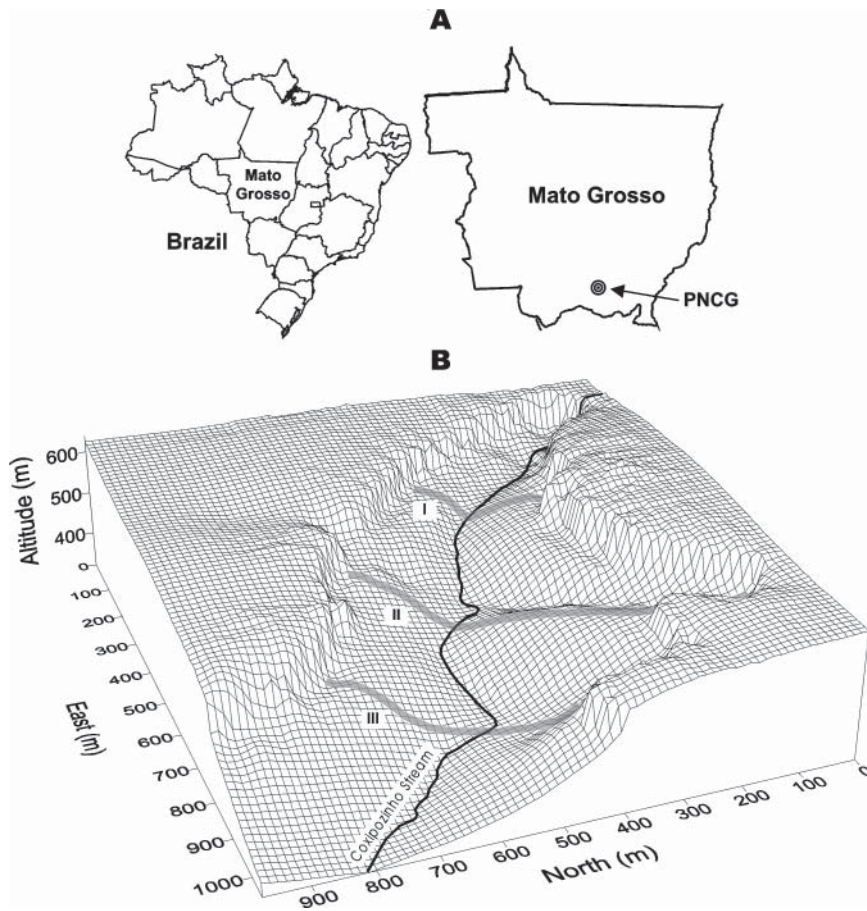 A
Mato
Grosso
Brazil
Mato Grosso
PNCG
B
Altitude (m)
600
500
400
0
100
200
300
400
500
600
700
800
900
1000
East (m)
I
II
III
Coxipozinho Stream
900
800
700
600
500
400
300
200
100
0
North (m)